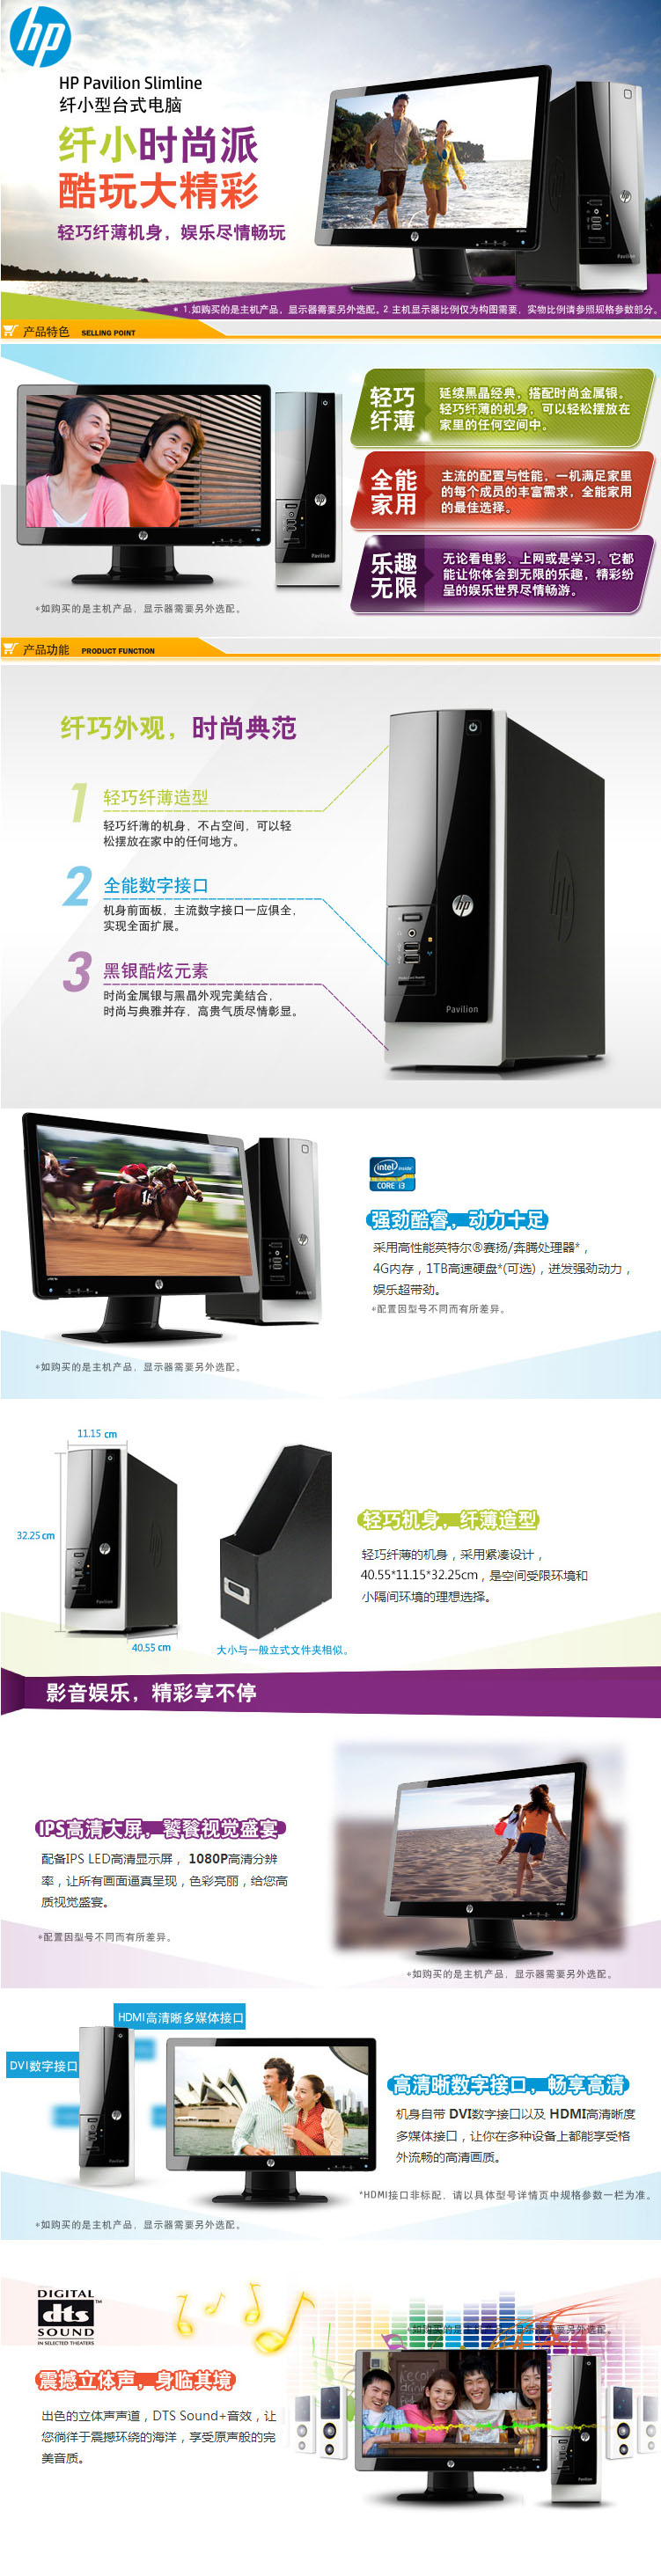 hp
HP Pavilion Slimline
纤小型台式电脑
纤小时尚派
酷玩大精彩
轻巧纤薄机身，娱乐尽情畅玩
* 1.如购买的是主机产品，显示器需要另外选配。2.主机显示器比例仅为构图需要，实物比例请参照规格参数部分。
产品特色 SELLING POINT
轻巧
纤薄
延续黑晶经典，搭配时尚金属银。
轻巧纤薄的机身，可以轻松摆放在
家里的任何空间中。
全能
家用
主流的配置与性能，一机满足家里
的每个成员的丰富需求，全能家用
的最佳选择。
乐趣
无限
无论看电影、上网或是学习，它都
能让你体会到无限的乐趣，精彩纷
呈的娱乐世界尽情畅游。
*如购买的是主机产品，显示器需要另外选配。
产品功能 PRODUCT FUNCTION
纤巧外观，时尚典范
1 轻巧纤薄造型
轻巧纤薄的机身，不占空间，可以轻
松摆放在家中的任何地方。
2 全能数字接口
机身前面板，主流数字接口一应俱全，
实现全面扩展。
3 黑银酷炫元素
时尚金属银与黑晶外观完美结合，
时尚与典雅并存，高贵气质尽情彰显。
hp
Pavilion
intel inside
CORE i3
强劲酷睿，动力十足
采用高性能英特尔®赛扬/奔腾处理器*，
4G内存，1TB高速硬盘*(可选)，迸发强劲动力，
娱乐超带劲。
*配置因型号不同而有所差异。
*如购买的是主机产品，显示器需要另外选配。
11.15 cm
32.25 cm
40.55 cm
大小与一般立式文件夹相似。
轻巧机身，纤薄造型
轻巧纤薄的机身，采用紧凑设计，
40.55*11.15*32.25cm，是空间受限环境和
小隔间环境的理想选择。
影音娱乐，精彩享不停
IPS高清大屏，饕餮视觉盛宴
配备IPS LED高清显示屏， 1080P高清分辨
率，让所有画面逼真呈现，色彩亮丽，给您高
质视觉盛宴。
*配置因型号不同而有所差异。
*如购买的是主机产品，显示器需要另外选配。
HDMI高清晰多媒体接口
DVI数字接口
高清晰数字接口，畅享高清
机身自带 DVI数字接口以及 HDMI高清晰度
多媒体接口，让你在多种设备上都能享受格
外流畅的高清画质。
*HDMI接口非标配，请以具体型号详情页中规格参数一栏为准。
*如购买的是主机产品，显示器需要另外选配。
DIGITAL
dts
SOUND
IN SELECTED THEATERS
震撼立体声，身临其境
出色的立体声声道，DTS Sound+音效，让
您徜徉于震撼环绕的海洋，享受原声般的完
美音质。